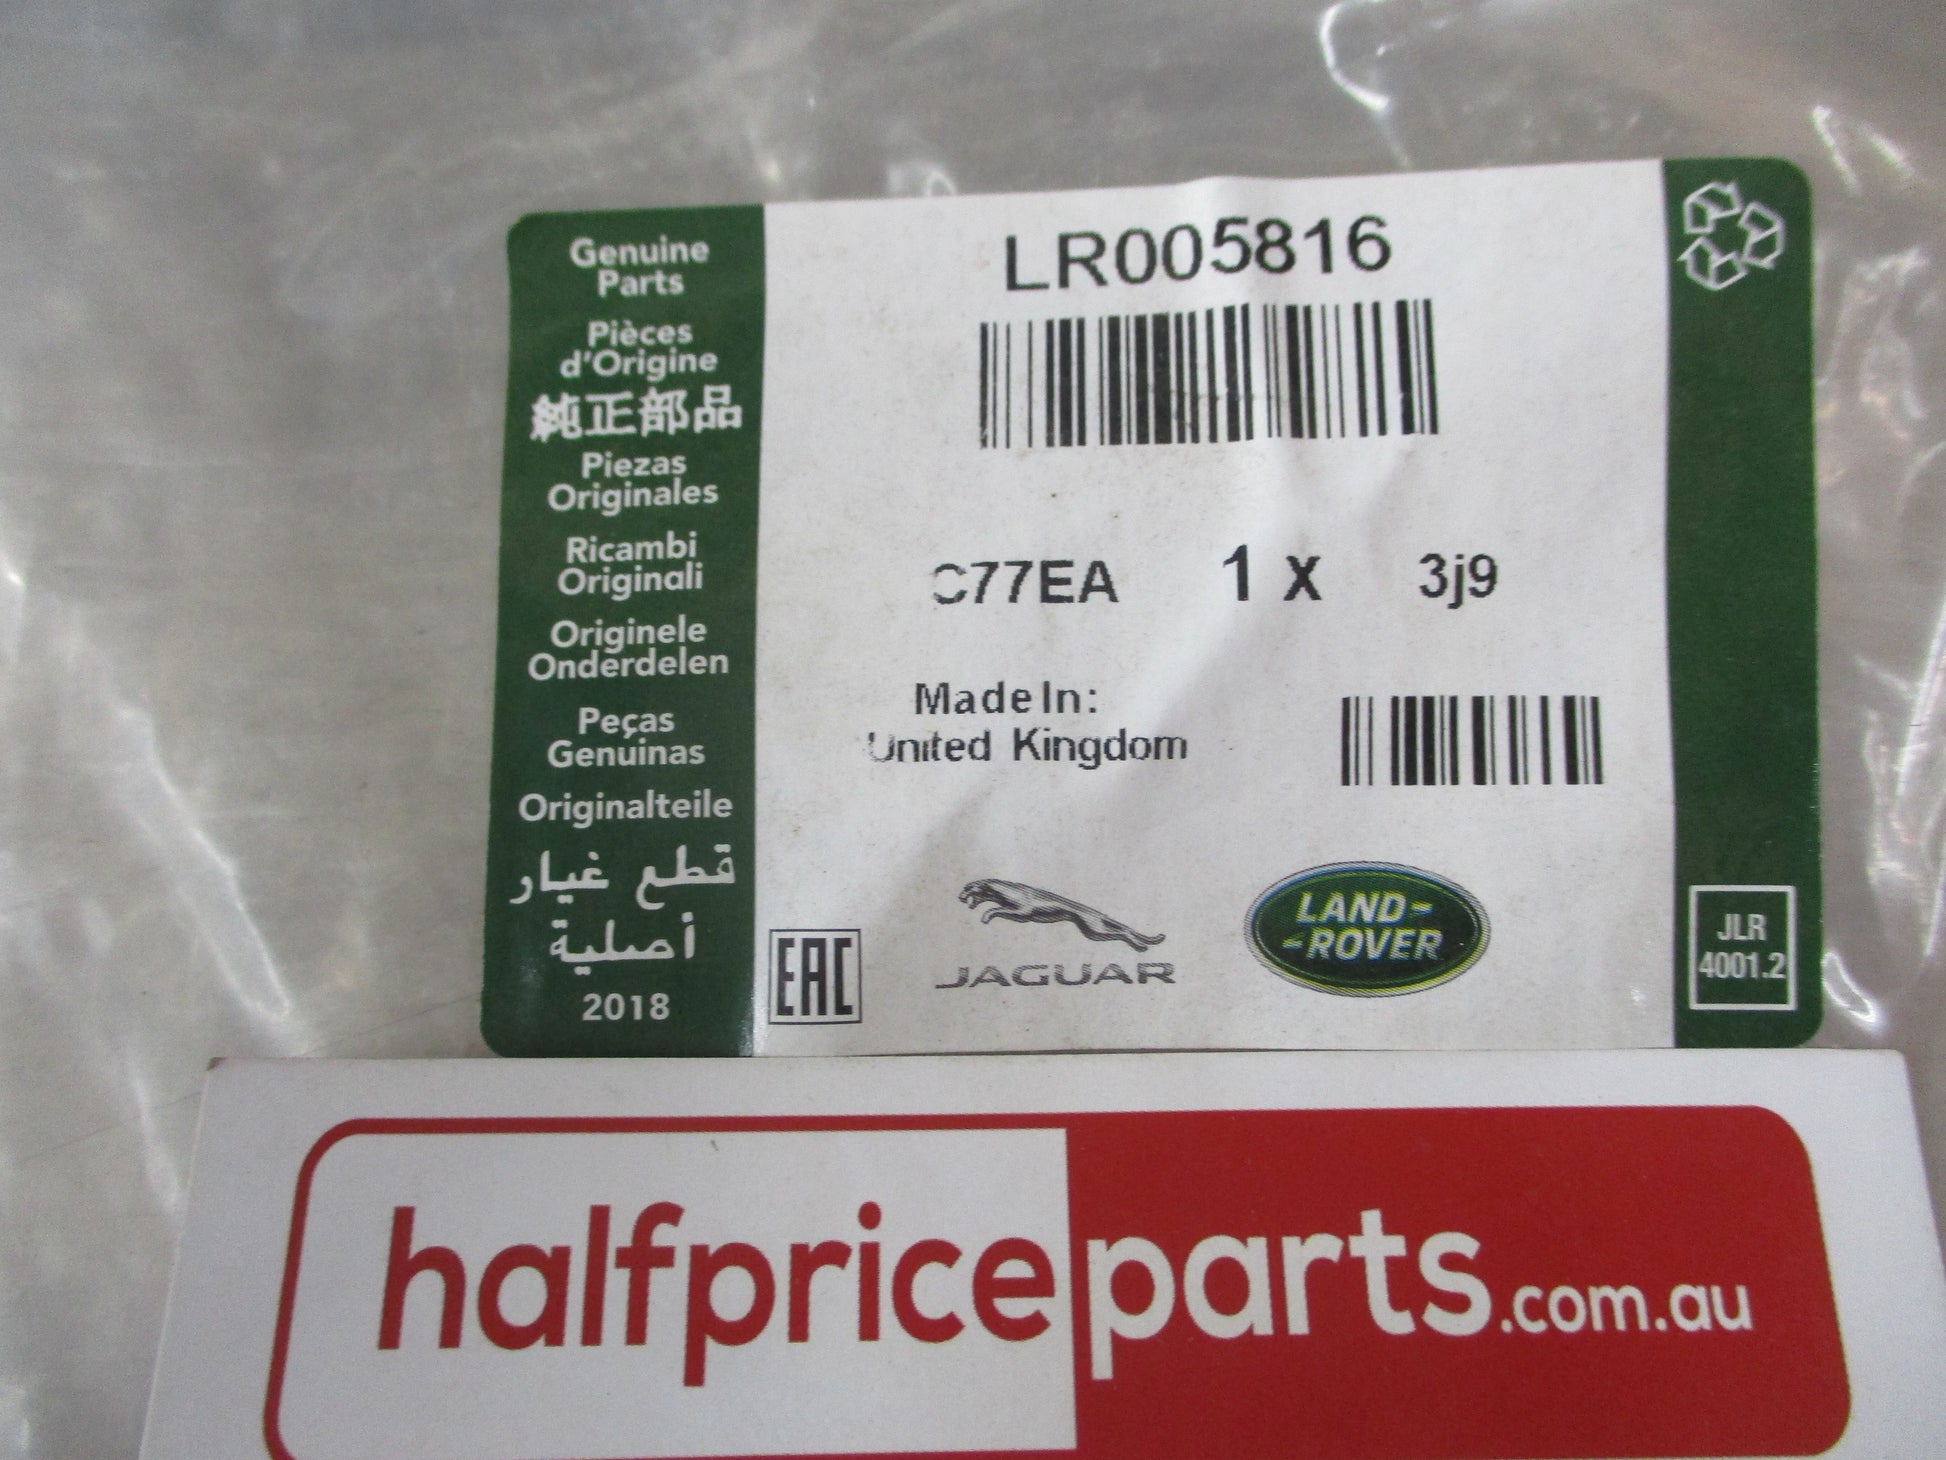 Genuine
Parts
Pièces
d'Origine
純正部品
Piezas
Originales
Ricambi
Originali
Originele
Onderdelen
Peças
Genuinas
Originalteile
قطع غيار
أصلية
2018
LR005816
C77EA 1 X 3j9
Made In:
United Kingdom
EAC
JAGUAR
LAND-
-ROVER
JLR
4001.2
halfpriceparts.com.au